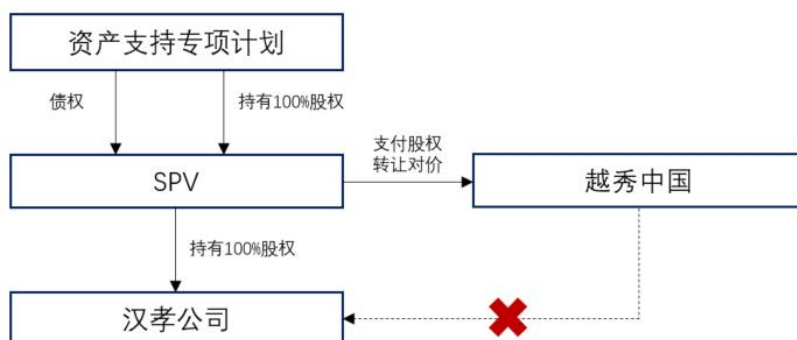 资产支持专项计划
债权
持有100%股权
支付股权
转让对价
SPV
越秀中国
持有100%股权
汉孝公司